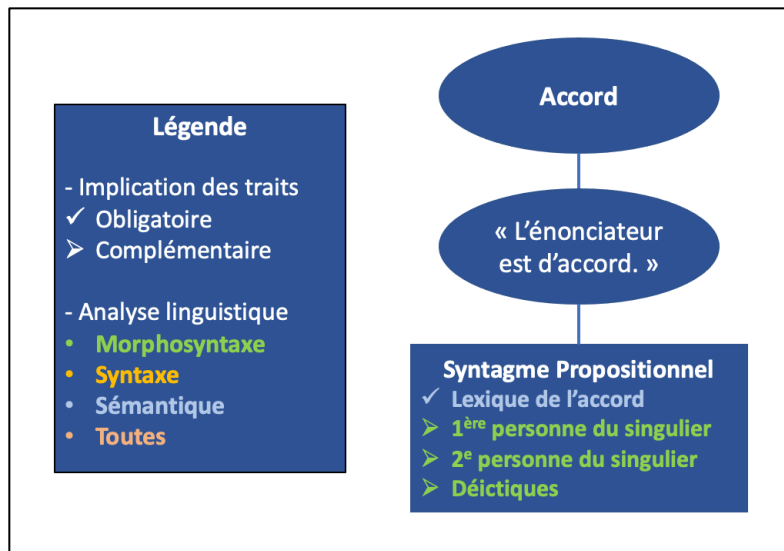 Légende
- Implication des traits
✓ Obligatoire
➢ Complémentaire
- Analyse linguistique
• Morphosyntaxe
• Syntaxe
• Sémantique
• Toutes
Accord
« L’énonciateur
est d’accord. »
Syntagme Propositionnel
✓ Lexique de l’accord
➢ 1ère personne du singulier
➢ 2e personne du singulier
➢ Déictiques